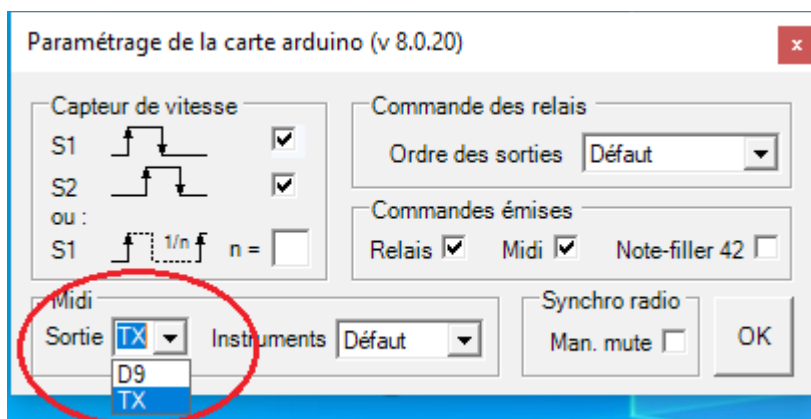 Paramétrage de la carte arduino (v 8.0.20)
x
Capteur de vitesse
S1
S2
ou :
S1 1/n n =
Commande des relais
Ordre des sorties Défaut
Commandes émises
Relais Midi Note-filler 42
Midi
Sortie TX Instruments Défaut
D9
TX
Synchro radio
Man. mute
OK